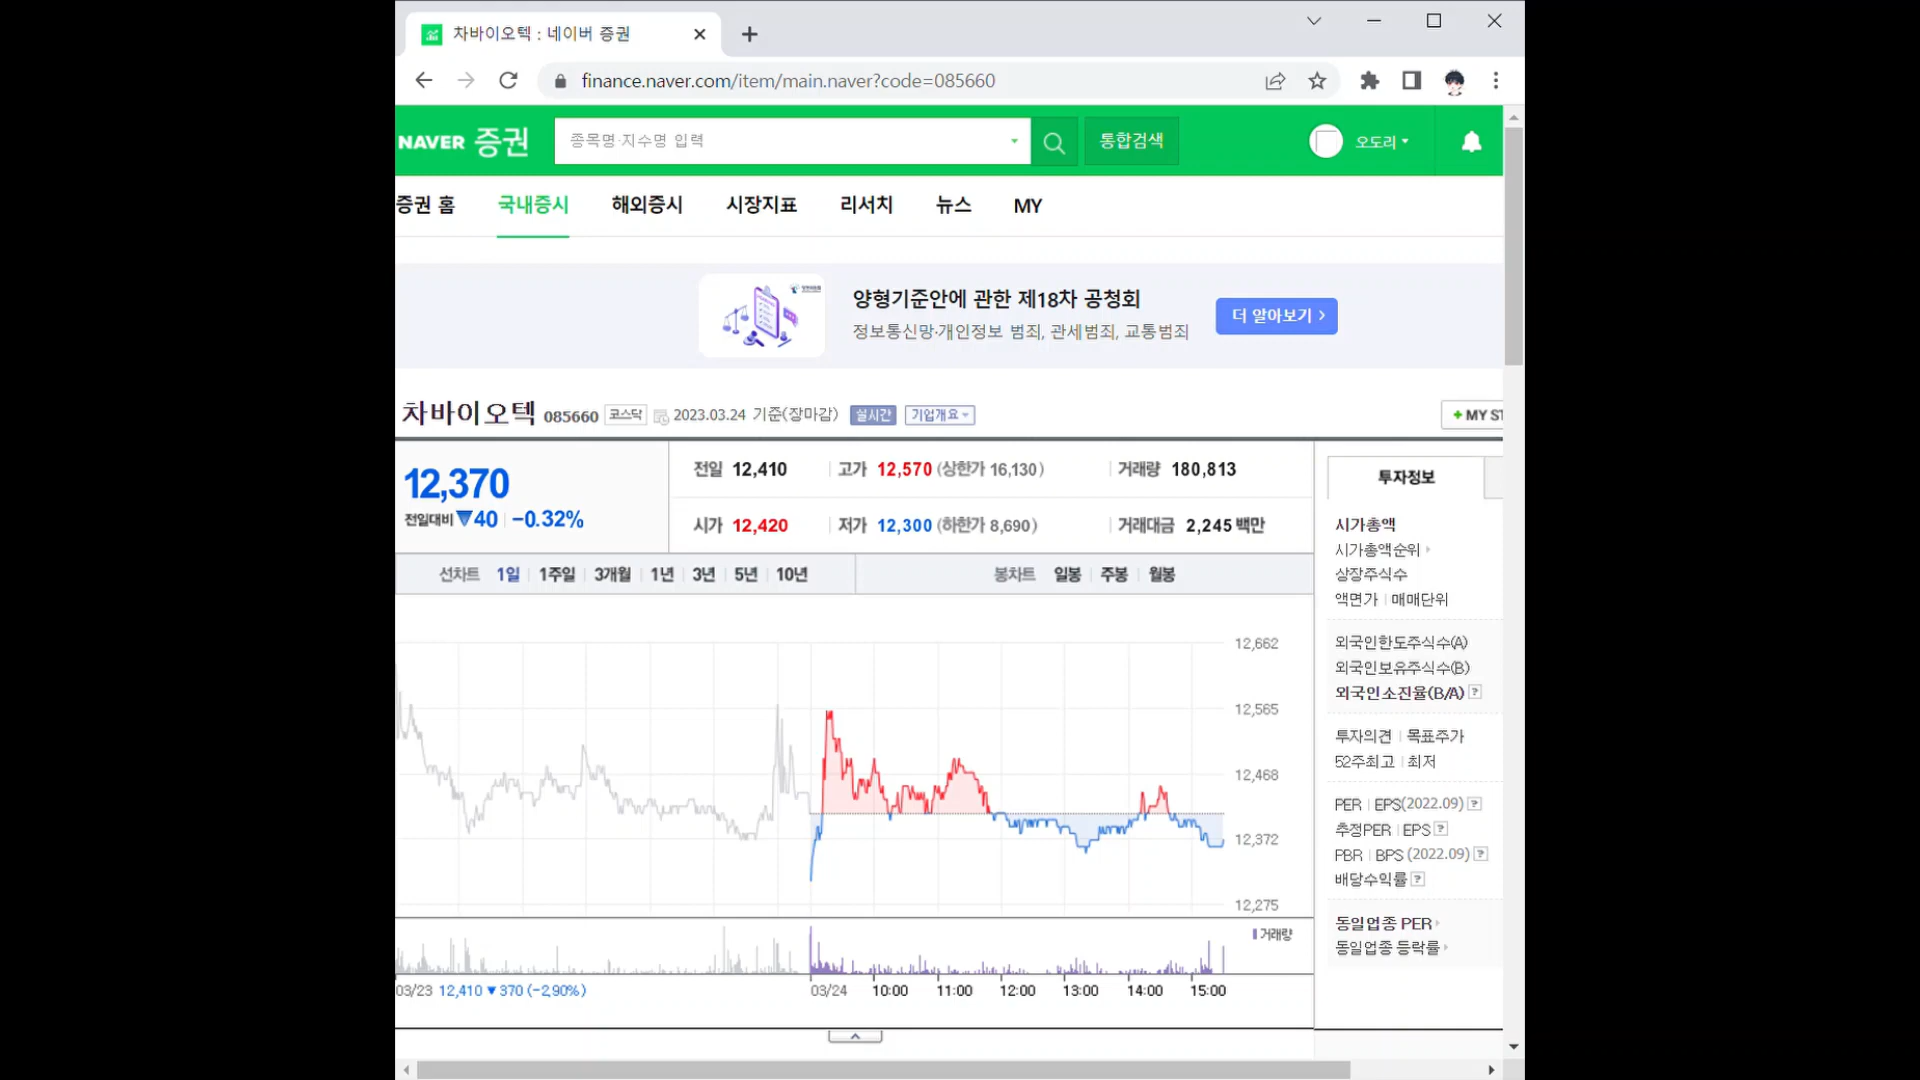 차바이오텍 : 네이버 증권
finance.naver.com/item/main.naver?code=085660
NAVER 증권
종목명·지수명 입력
통합검색
오도리
증권 홈 국내증시 해외증시 시장지표 리서치 뉴스 MY
양형기준안에 관한 제18차 공청회
정보통신망·개인정보 범죄, 관세범죄, 교통범죄
더 알아보기 >
차바이오텍 085660 코스닥 2023.03.24 기준(장마감) 실시간 기업개요
+ MY ST
12,370
전일대비 ▼40 -0.32%
전일 12,410 고가 12,570 (상한가 16,130) 거래량 180,813
시가 12,420 저가 12,300 (하한가 8,690) 거래대금 2,245 백만
선차트 1일 1주일 3개월 1년 3년 5년 10년
봉차트 일봉 주봉 월봉
12,662
12,565
12,468
12,372
12,275
거래량
03/23 12,410 ▼ 370 (-2,90%)
03/24 10:00 11:00 12:00 13:00 14:00 15:00
투자정보
시가총액
시가총액순위
상장주식수
액면가 | 매매단위
외국인한도주식수(A)
외국인보유주식수(B)
외국인소진율(B/A) ?
투자의견 | 목표주가
52주최고 | 최저
PER | EPS(2022.09) ?
추정PER | EPS ?
PBR | BPS (2022.09) ?
배당수익률 ?
동일업종 PER
동일업종 등락률